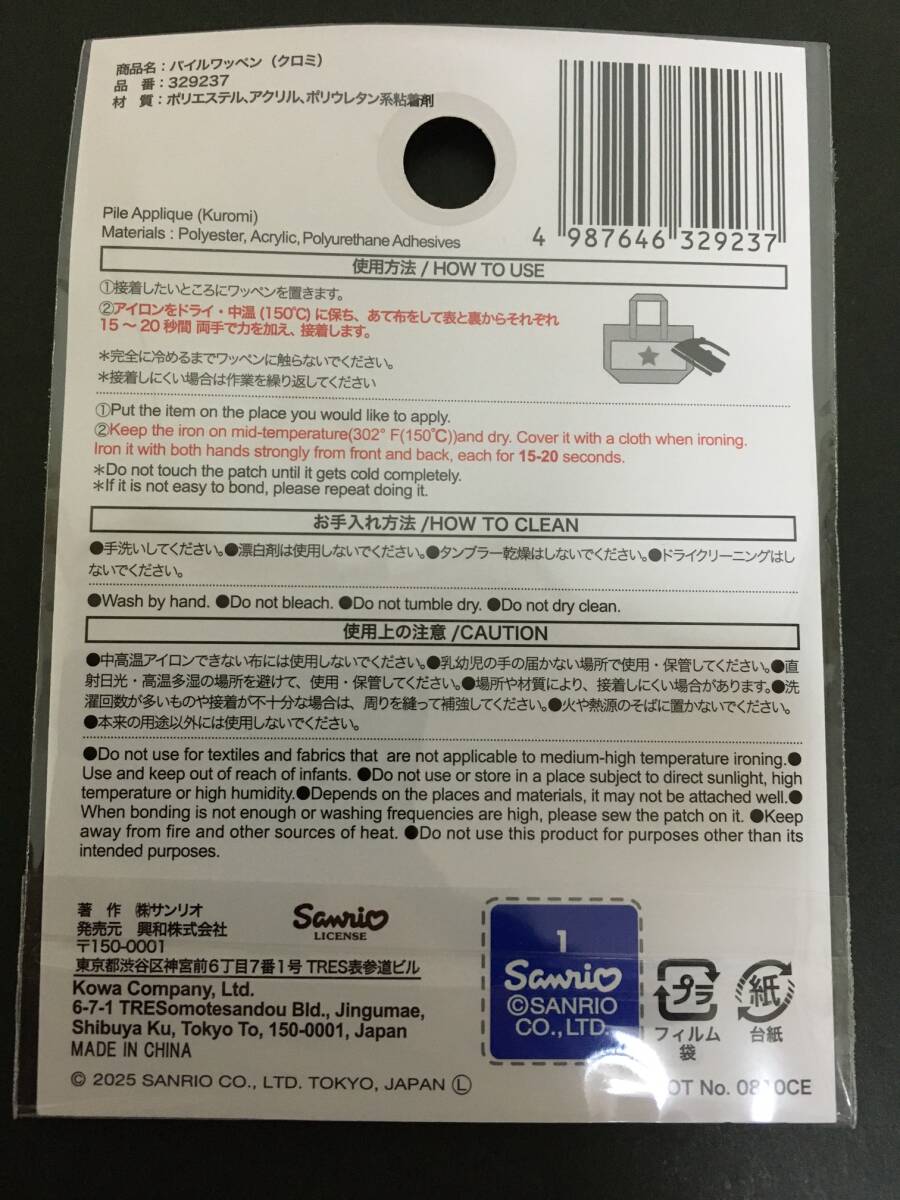 商品名：パイルワッペン（クロミ）
品　番：329237
材　質：ポリエステル、アクリル、ポリウレタン系粘着剤
4 987646 329237
Pile Applique (Kuromi)
Materials : Polyester, Acrylic, Polyurethane Adhesives
使用方法 / HOW TO USE
①接着したいところにワッペンを置きます。
②アイロンをドライ・中温 (150℃) に保ち、あて布をして表と裏からそれぞれ
15 ～ 20 秒間 両手で力を加え、接着します。
＊完全に冷めるまでワッペンに触らないでください。
＊接着しにくい場合は作業を繰り返してください
①Put the item on the place you would like to apply.
②Keep the iron on mid-temperature(302° F(150℃))and dry. Cover it with a cloth when ironing.
Iron it with both hands strongly from front and back, each for 15-20 seconds.
＊Do not touch the patch until it gets cold completely.
＊If it is not easy to bond, please repeat doing it.
お手入れ方法 /HOW TO CLEAN
●手洗いしてください。●漂白剤は使用しないでください。●タンブラー乾燥はしないでください。●ドライクリーニングはし
ないでください。
●Wash by hand. ●Do not bleach. ●Do not tumble dry. ●Do not dry clean.
使用上の注意 /CAUTION
●中高温アイロンできない布には使用しないでください。●乳幼児の手の届かない場所で使用・保管してください。●直
射日光・高温多湿の場所を避けて、使用・保管してください。●場所や材質により、接着しにくい場合があります。●洗
濯回数が多いものや接着が不十分な場合は、周りを縫って補強してください。●火や熱源のそばに置かないでください。
●本来の用途以外には使用しないでください。
●Do not use for textiles and fabrics that are not applicable to medium-high temperature ironing.●
Use and keep out of reach of infants. ●Do not use or store in a place subject to direct sunlight, high
temperature or high humidity.●Depends on the places and materials, it may not be attached well.●
When bonding is not enough or washing frequencies are high, please sew the patch on it. ●Keep
away from fire and other sources of heat. ●Do not use this product for purposes other than its
intended purposes.
著　作　㈱サンリオ
発売元　興和株式会社
〒150-0001
東京都渋谷区神宮前6丁目7番1号 TRES表参道ビル
Kowa Company, Ltd.
6-7-1 TRESomotesandou Bld., Jingumae,
Shibuya Ku, Tokyo To, 150-0001, Japan
MADE IN CHINA
© 2025 SANRIO CO., LTD. TOKYO, JAPAN Ⓛ
Sanrio
LICENSE
1
Sanrio
©SANRIO
CO., LTD.
プラ
フィルム
袋
紙
台紙
OT No. 0810CE